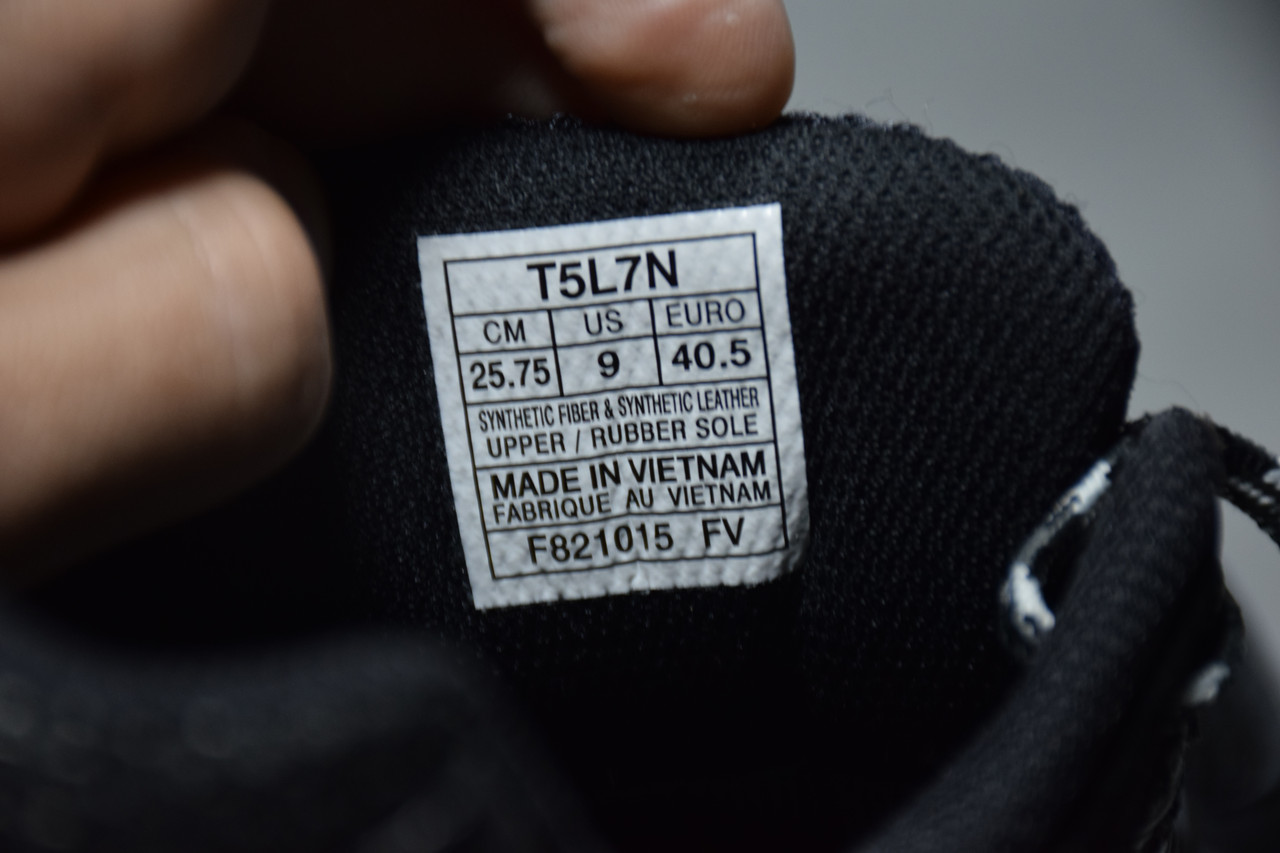 T5L7N
CM US EURO
25.75 9 40.5
SYNTHETIC FIBER & SYNTHETIC LEATHER
UPPER / RUBBER SOLE
MADE IN VIETNAM
FABRIQUE AU VIETNAM
F821015 FV